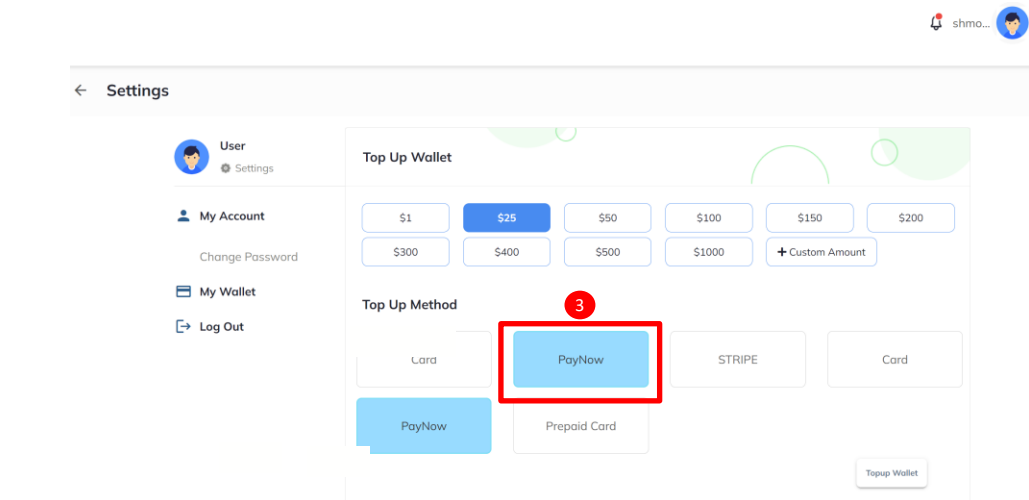 shmo...
Settings
User
Settings
Top Up Wallet
My Account
Change Password
My Wallet
Log Out
$1 $25 $50 $100 $150 $200
$300 $400 $500 $1000 + Custom Amount
Top Up Method
3
Card PayNow STRIPE Card
PayNow Prepaid Card
Topup Wallet